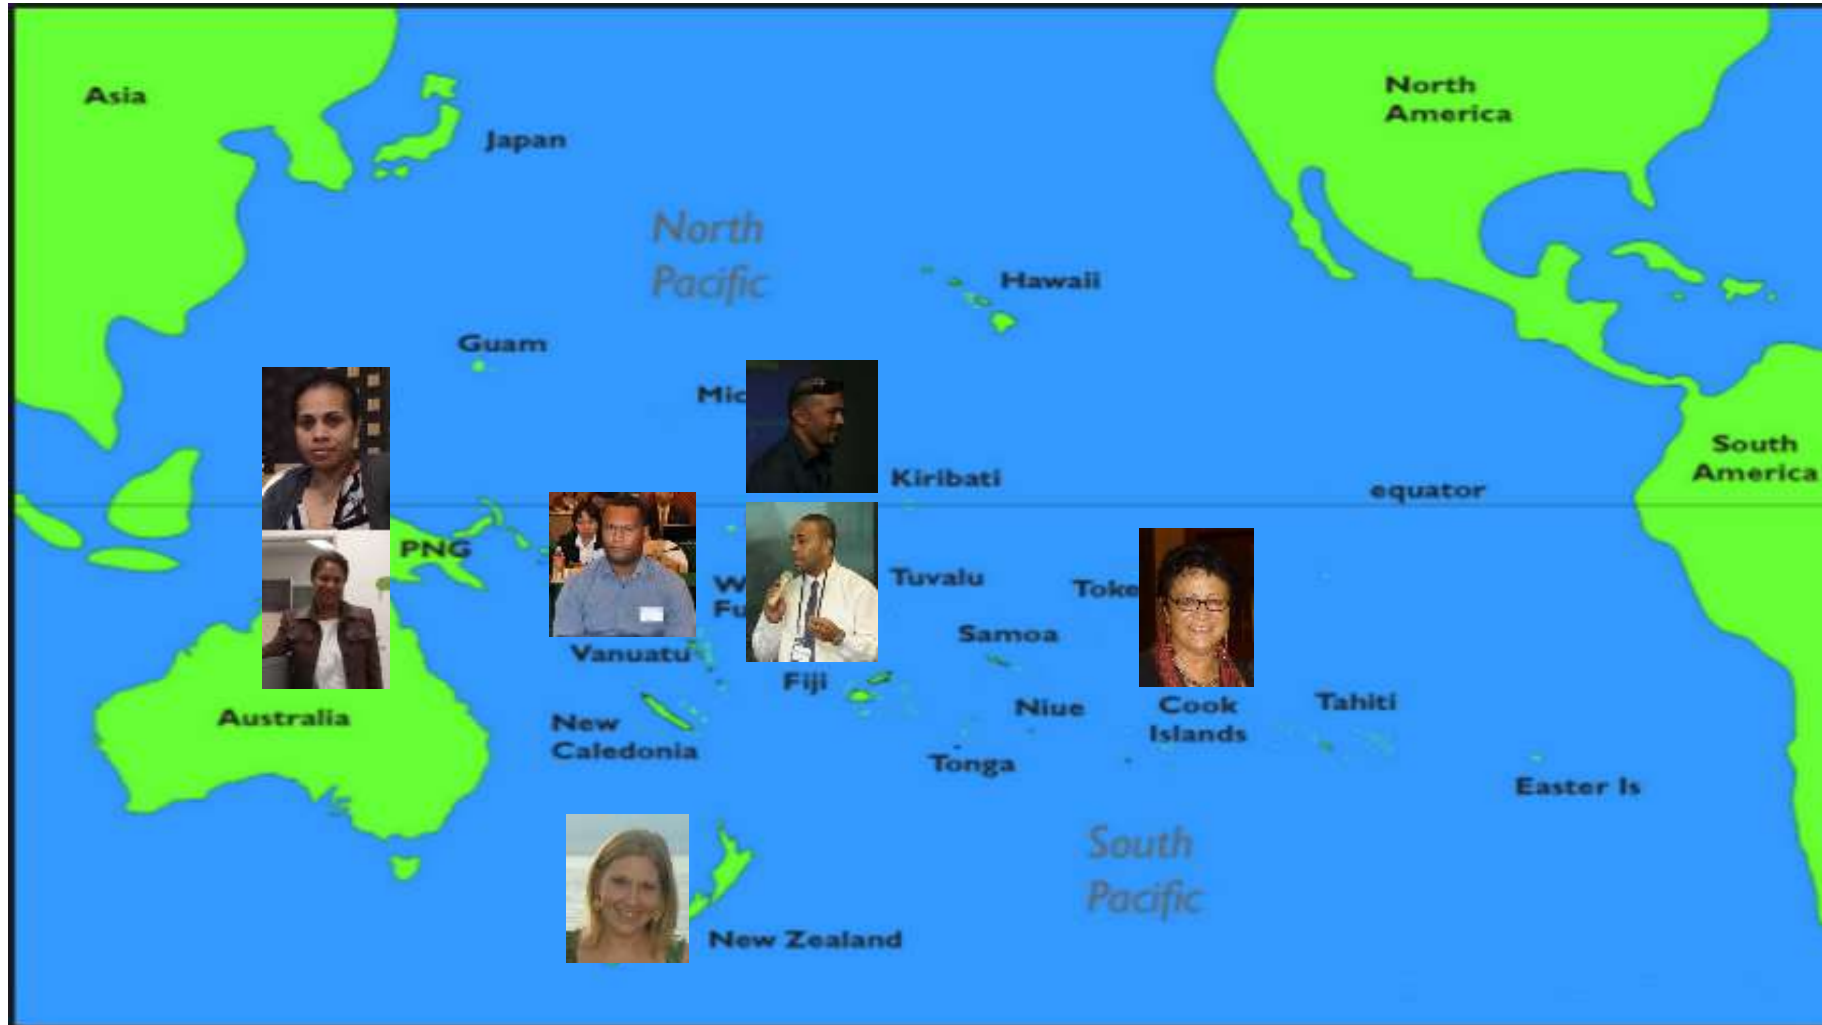 Asia
North
America
Japan
North
Pacific
Hawaii
Guam
Mic
South
America
Kiribati
equator
PNG
W
Fu
Tuvalu
Toke
Samoa
Vanuatu
Fiji
Niue
Cook
Islands
Tahiti
Australia
New
Caledonia
Tonga
Easter Is
South
Pacific
New Zealand